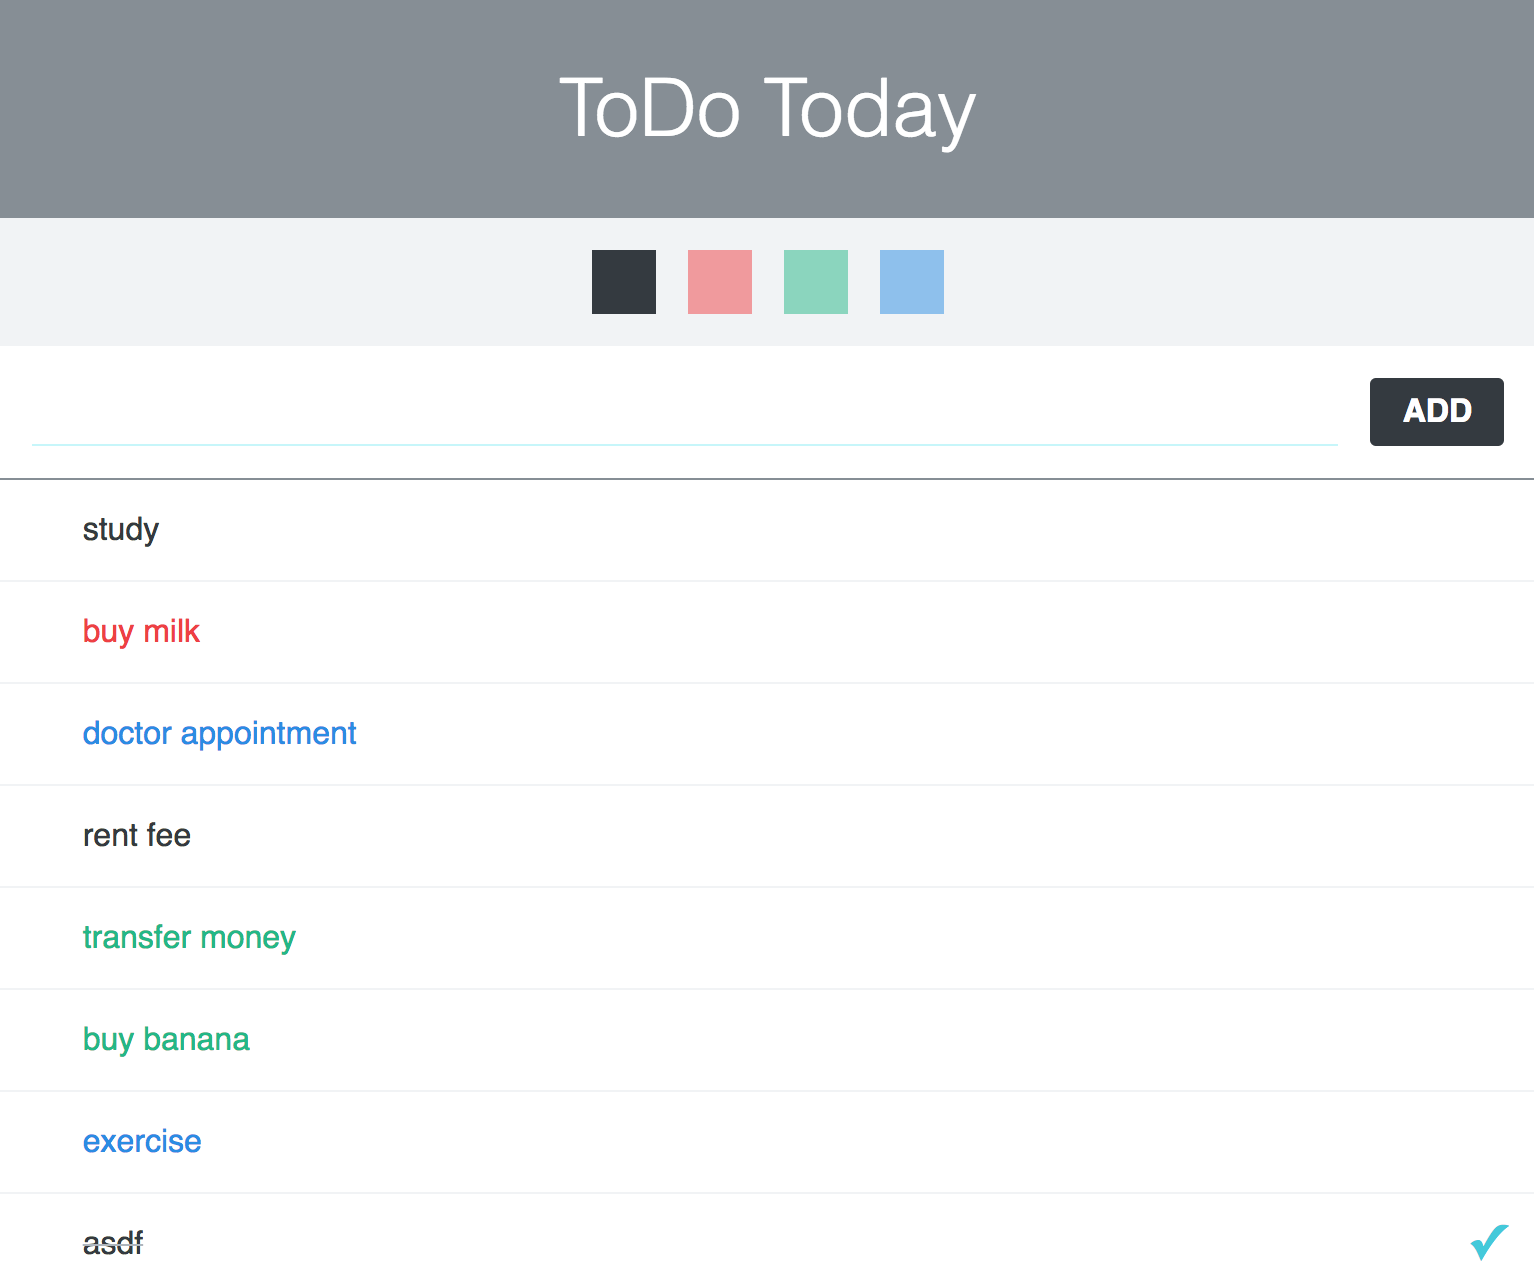 ToDo Today
ADD
study
buy milk
doctor appointment
rent fee
transfer money
buy banana
exercise
asdf